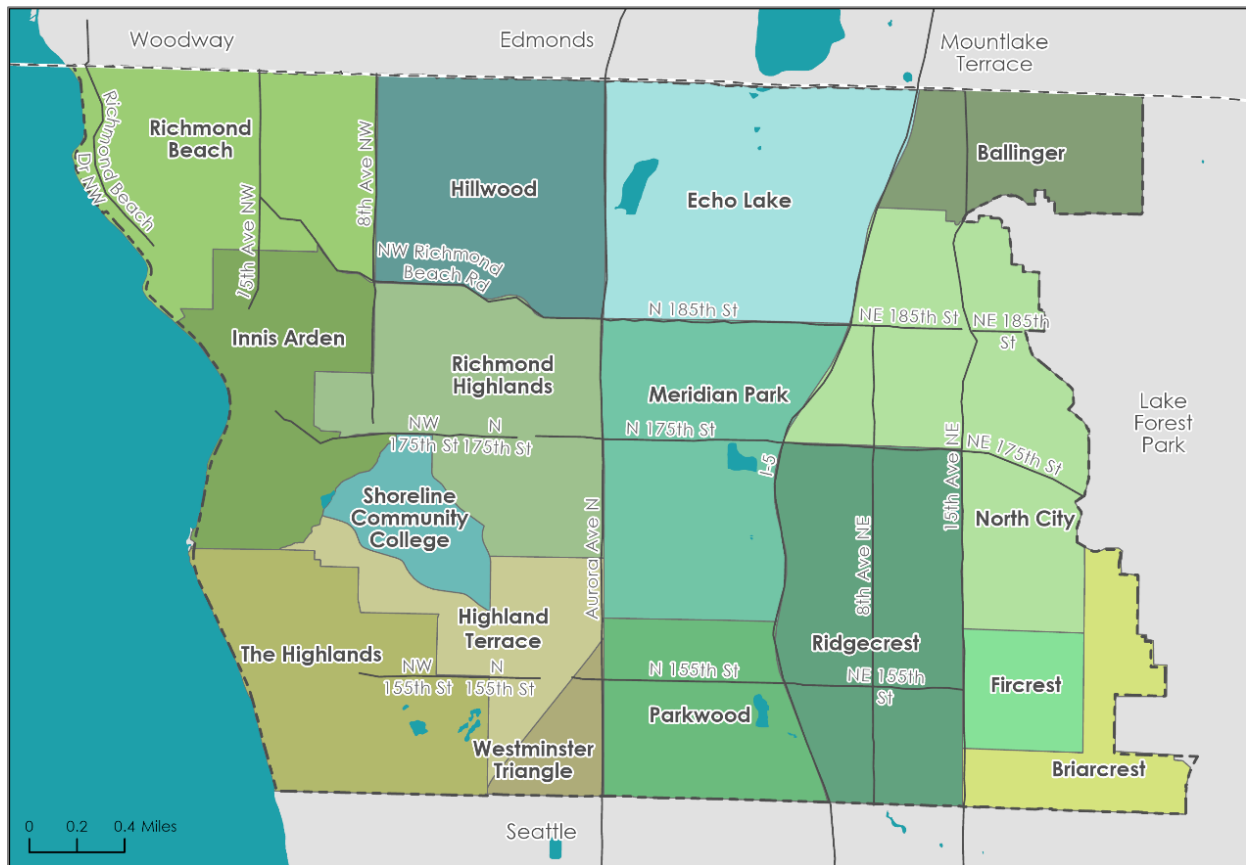 Woodway
Edmonds
Mountlake
Terrace
Richmond Beach
Dr NW
Richmond
Beach
15th Ave NW
8th Ave NW
Hillwood
NW Richmond
Beach Rd
Echo Lake
Ballinger
N 185th St
NE 185th St
NE 185th
St
Innis Arden
Richmond
Highlands
Meridian Park
Lake
Forest
Park
NW
175th St
N
175th St
N 175th St
I-5
15th Ave NE
NE 175th St
Shoreline
Community
College
Aurora Ave N
8th Ave NE
North City
Highland
Terrace
The Highlands
Ridgecrest
NW
155th St
N
155th St
N 155th St
NE 155th
St
Fircrest
Parkwood
Westminster
Triangle
Briarcrest
Seattle
0 0.2 0.4 Miles